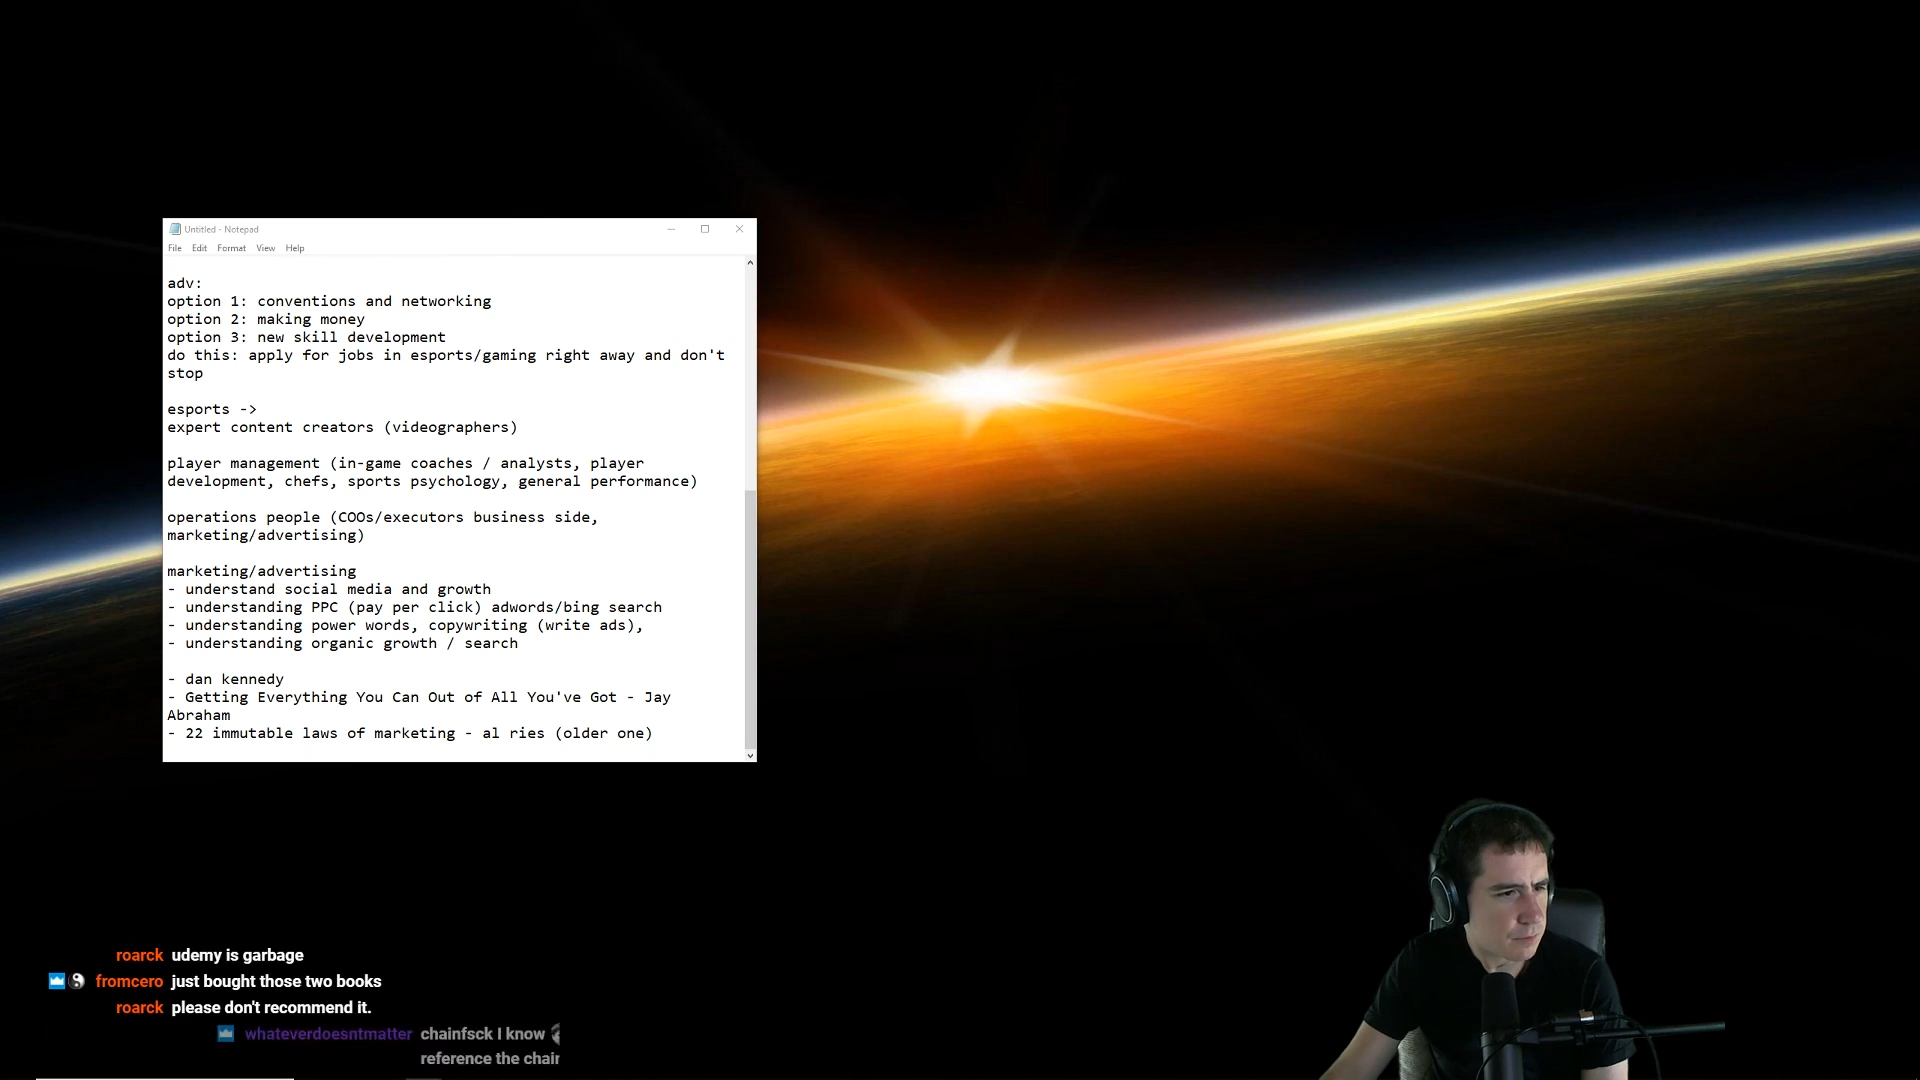 Untitled - Notepad
File Edit Format View Help
adv:
option 1: conventions and networking
option 2: making money
option 3: new skill development
do this: apply for jobs in esports/gaming right away and don't
stop
esports ->
expert content creators (videographers)
player management (in-game coaches / analysts, player
development, chefs, sports psychology, general performance)
operations people (COOs/executors business side,
marketing/advertising)
marketing/advertising
- understand social media and growth
- understanding PPC (pay per click) adwords/bing search
- understanding power words, copywriting (write ads),
- understanding organic growth / search
- dan kennedy
- Getting Everything You Can Out of All You've Got - Jay
Abraham
- 22 immutable laws of marketing - al ries (older one)
roarck udemy is garbage
fromcero just bought those two books
roarck please don't recommend it.
whateverdoesntmatter chainfsck I know
reference the